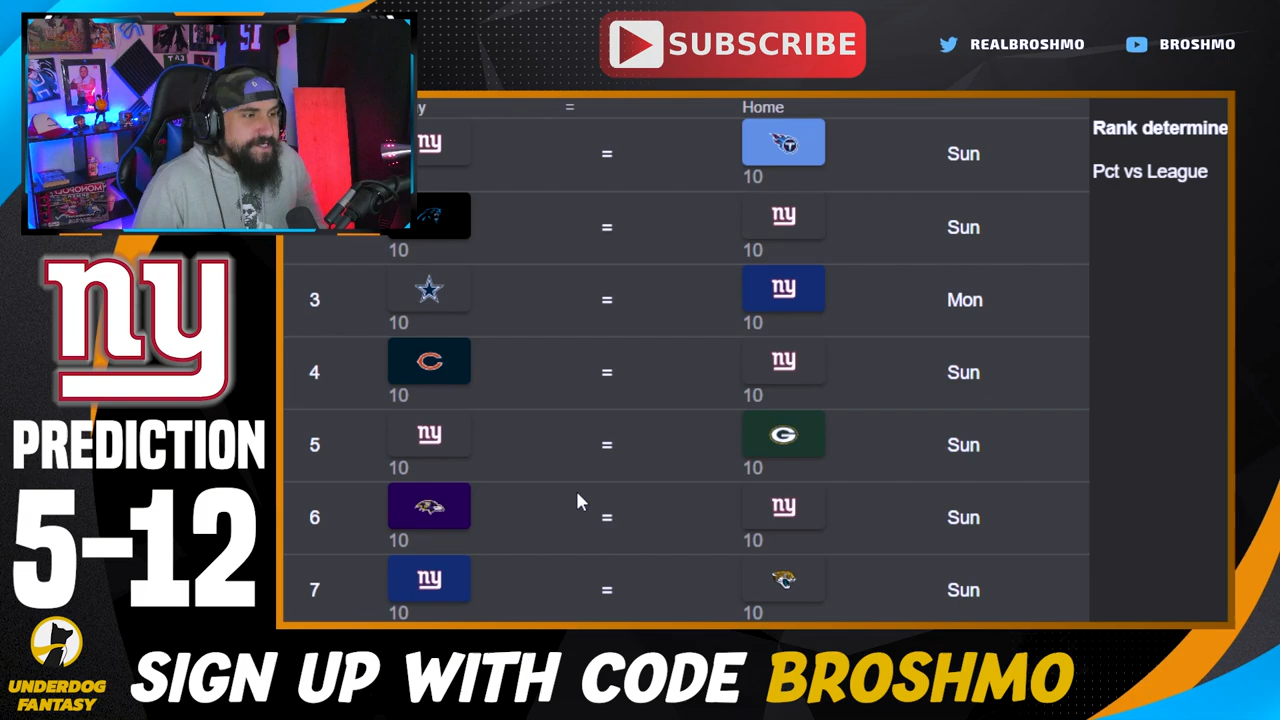 SUBSCRIBE
REALBROSHMO
BROSHMO
y = Home
ny = 10 Sun
10 = ny 10 Sun
3 10 = ny 10 Mon
4 10 = ny 10 Sun
5 ny 10 = G 10 Sun
6 10 = ny 10 Sun
7 ny 10 = 10 Sun
Rank determine
Pct vs League
ny
PREDICTION
5-12
UNDERDOG
FANTASY
SIGN UP WITH CODE BROSHMO